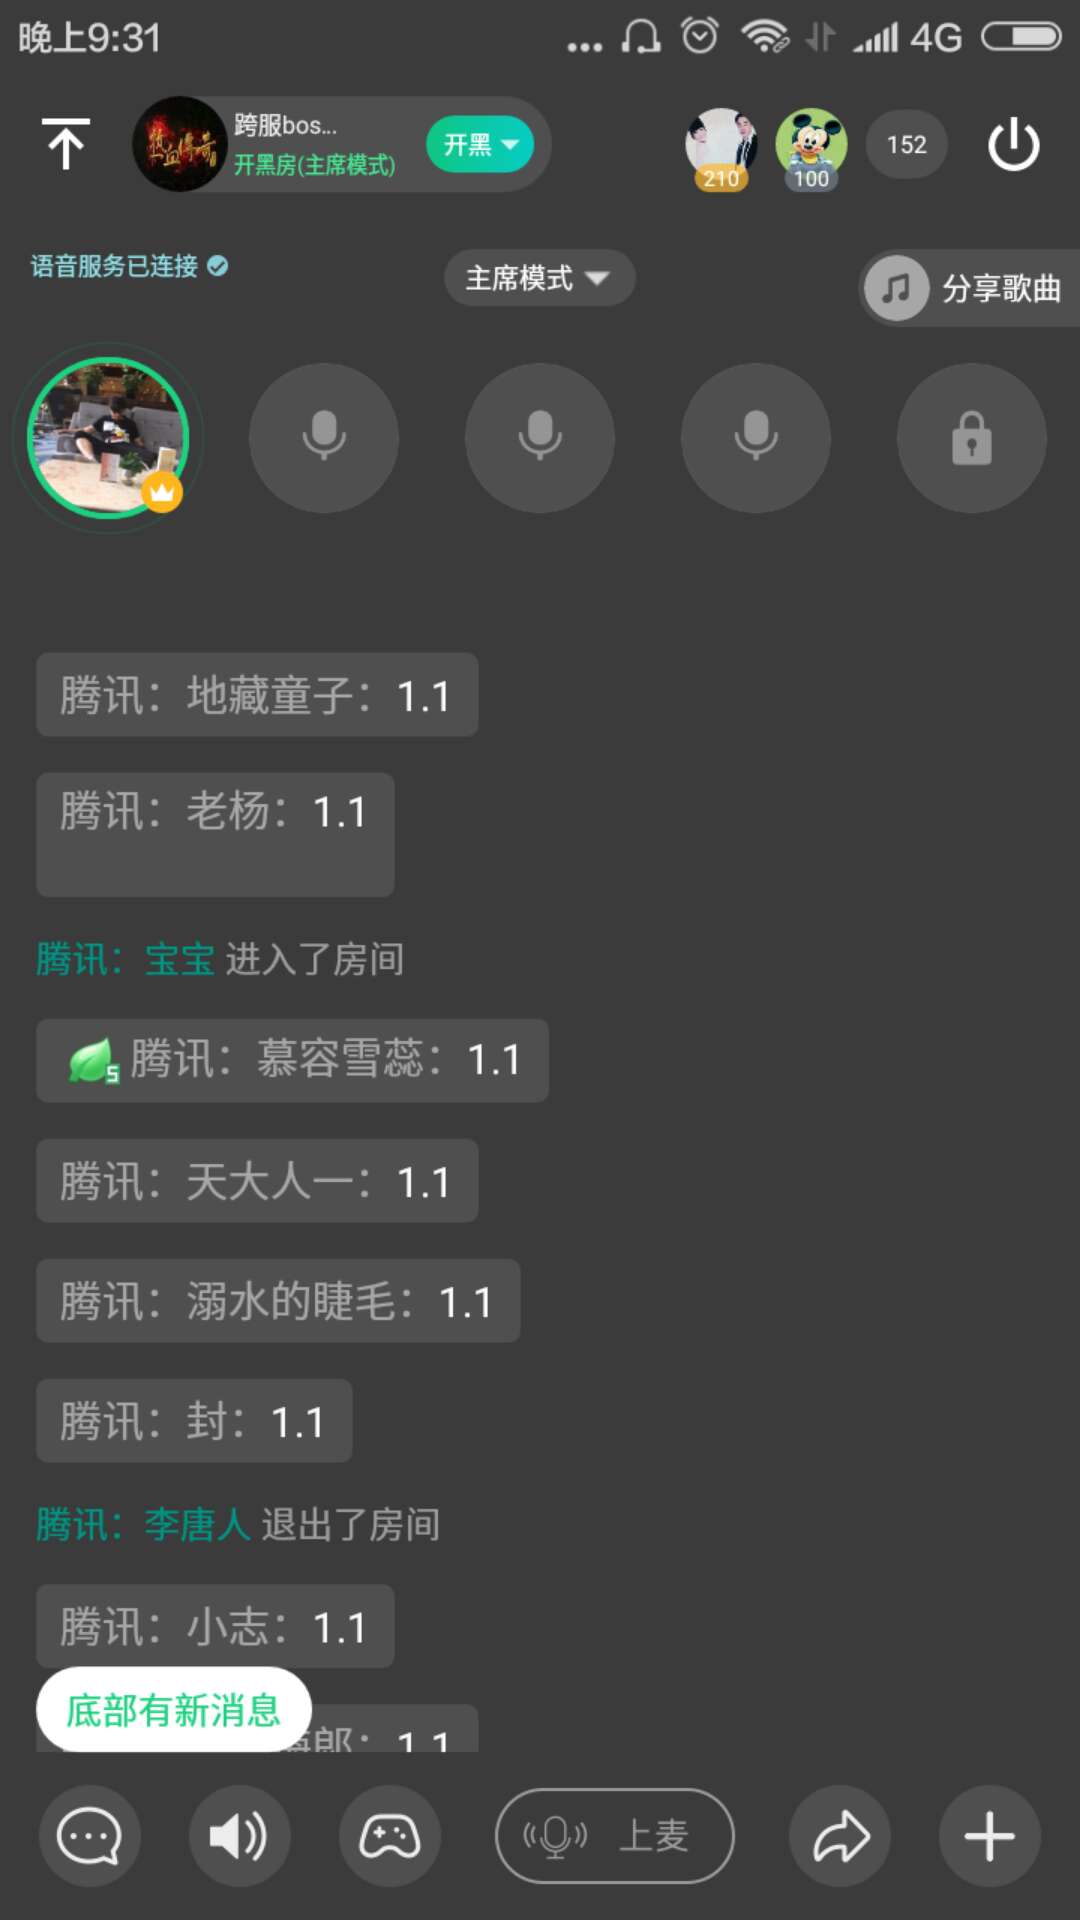 晚上9:31
4G
热血传奇
跨服bos...
开黑房(主席模式)
开黑
210
100
152
语音服务已连接
主席模式
分享歌曲
腾讯：地藏童子：1.1
腾讯：老杨：1.1
腾讯：宝宝 进入了房间
5
腾讯：慕容雪蕊：1.1
腾讯：天大人一：1.1
腾讯：溺水的睫毛：1.1
腾讯：封：1.1
腾讯：李唐人 退出了房间
腾讯：小志：1.1
底部有新消息
郎：1.1
上麦